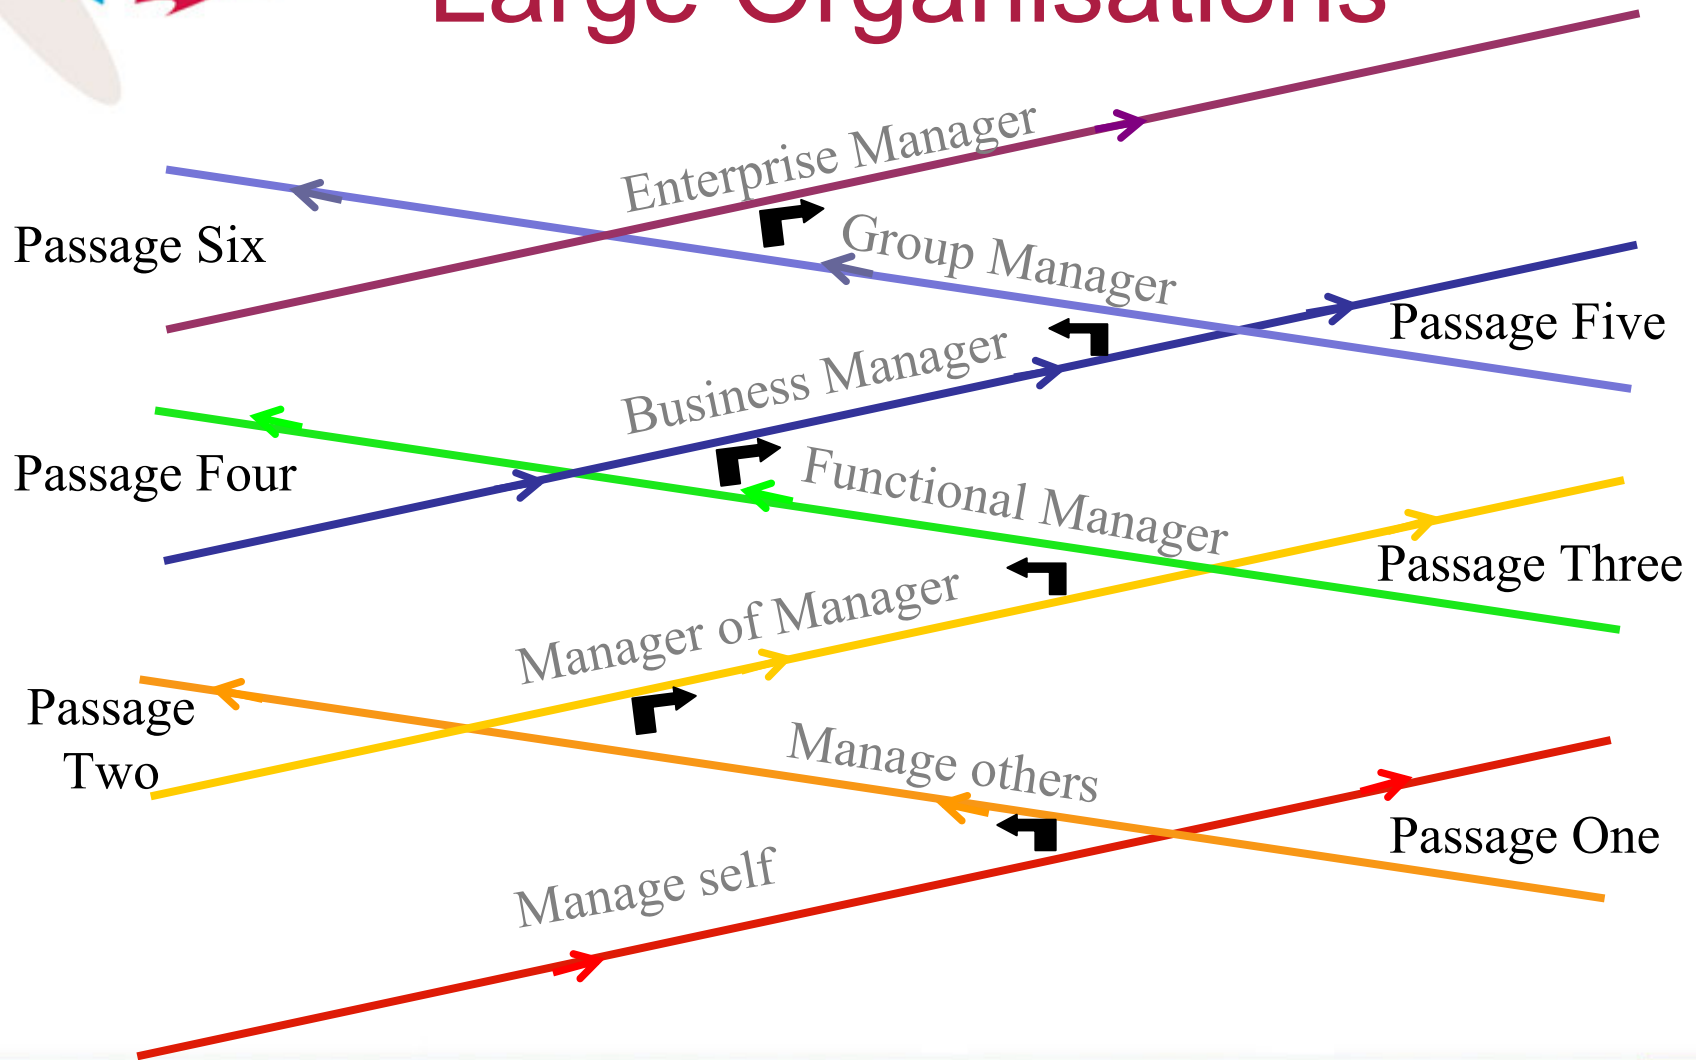 Large Organisations
Enterprise Manager
Passage Six
Group Manager
Passage Five
Business Manager
Passage Four
Functional Manager
Passage Three
Manager of Manager
Passage
Two
Manage others
Passage One
Manage self